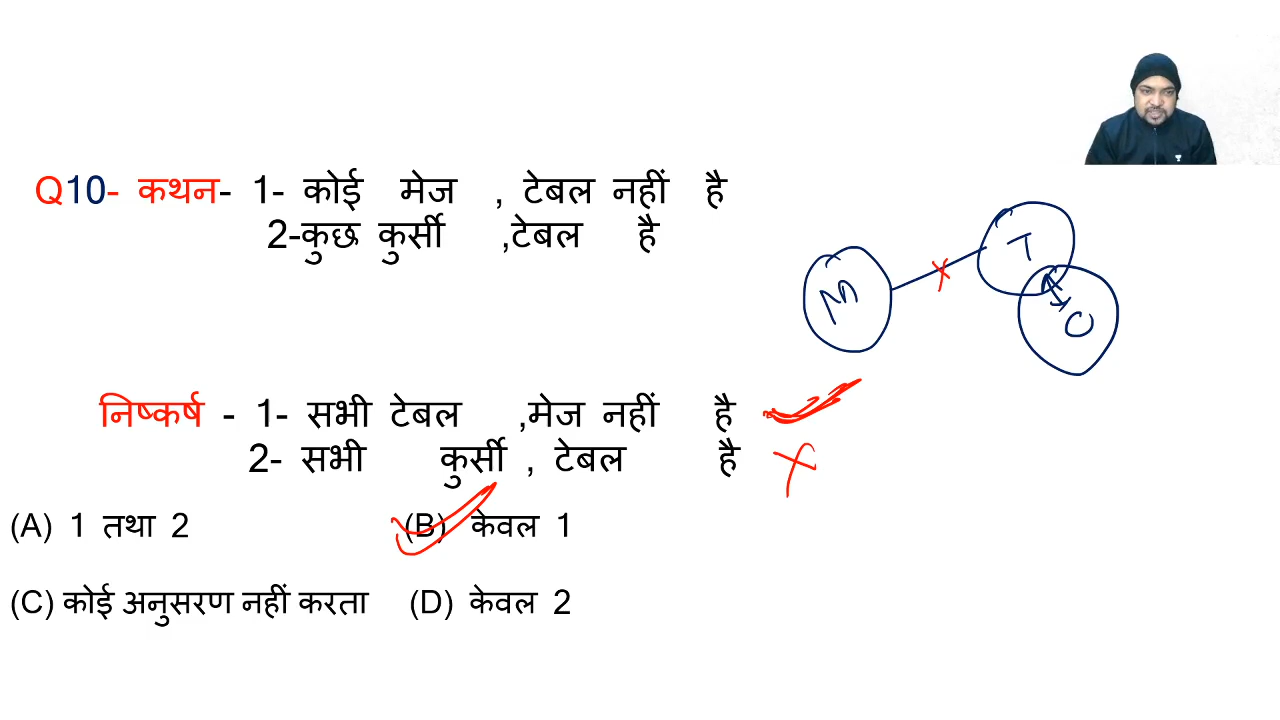 Q10- कथन- 1- कोई मेज , टेबल नहीं है
2-कुछ कुर्सी ,टेबल है
M
T
C
निष्कर्ष - 1- सभी टेबल ,मेज नहीं है
2- सभी कुर्सी , टेबल है
(A) 1 तथा 2 (B) केवल 1
(C) कोई अनुसरण नहीं करता (D) केवल 2